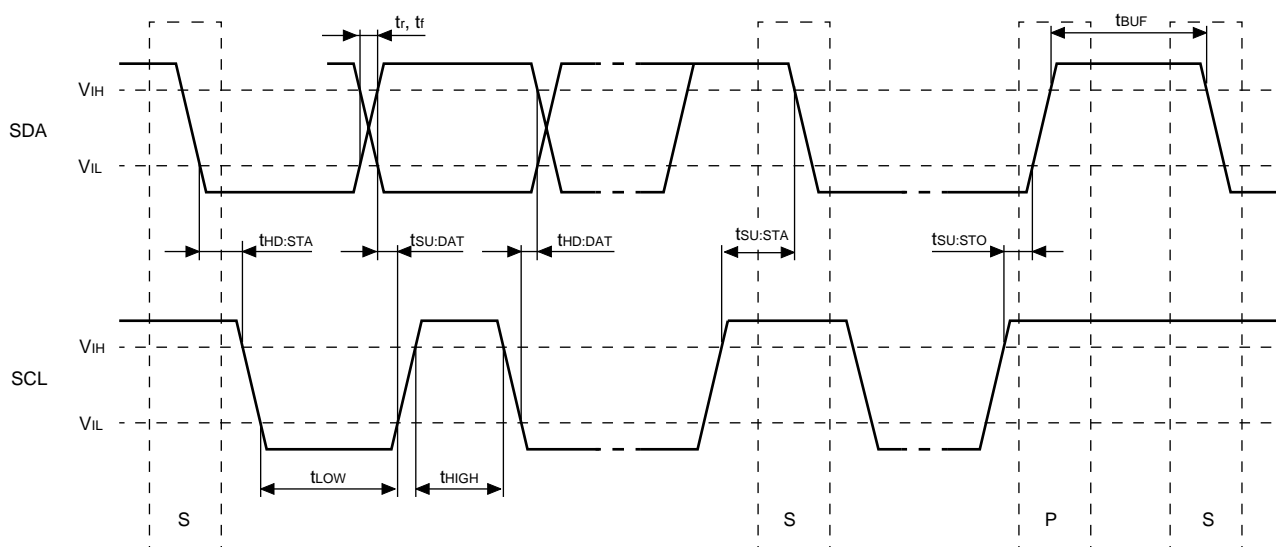 tr, tf
tBUF
VIH
SDA
VIL
tHD:STA
tSU:DAT
tHD:DAT
tSU:STA
tSU:STO
VIH
SCL
VIL
tLOW
tHIGH
S
S
P
S